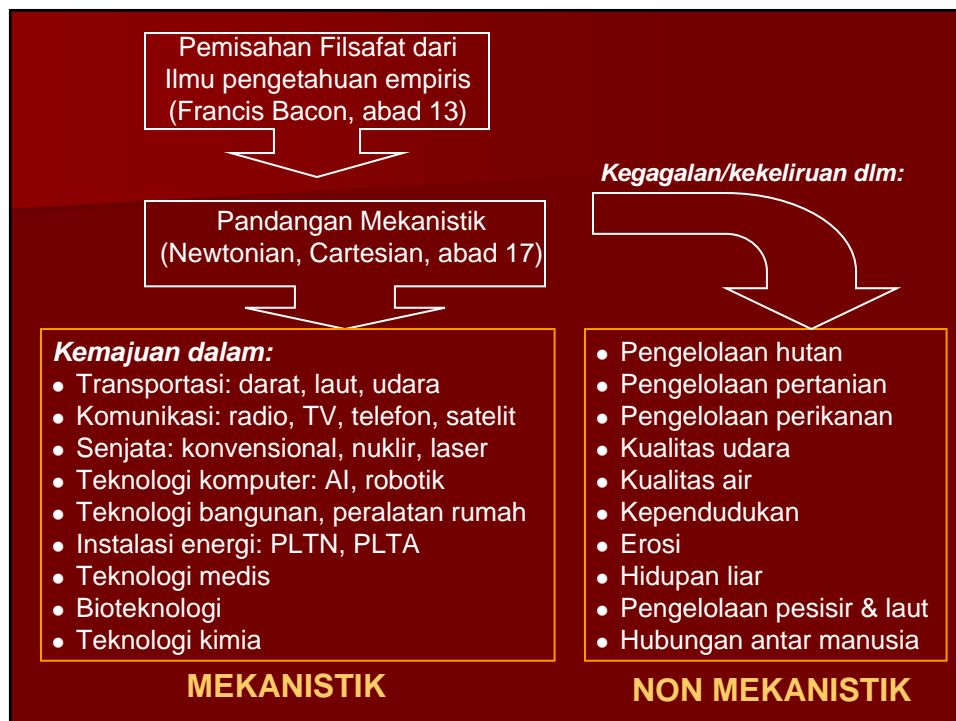 Pemisahan Filsafat dari
Ilmu pengetahuan empiris
(Francis Bacon, abad 13)
Pandangan Mekanistik
(Newtonian, Cartesian, abad 17)
Kemajuan dalam:
● Transportasi: darat, laut, udara
● Komunikasi: radio, TV, telefon, satelit
● Senjata: konvensional, nuklir, laser
● Teknologi komputer: AI, robotik
● Teknologi bangunan, peralatan rumah
● Instalasi energi: PLTN, PLTA
● Teknologi medis
● Bioteknologi
● Teknologi kimia
MEKANISTIK
Kegagalan/kekeliruan dlm:
● Pengelolaan hutan
● Pengelolaan pertanian
● Pengelolaan perikanan
● Kualitas udara
● Kualitas air
● Kependudukan
● Erosi
● Hidupan liar
● Pengelolaan pesisir & laut
● Hubungan antar manusia
NON MEKANISTIK